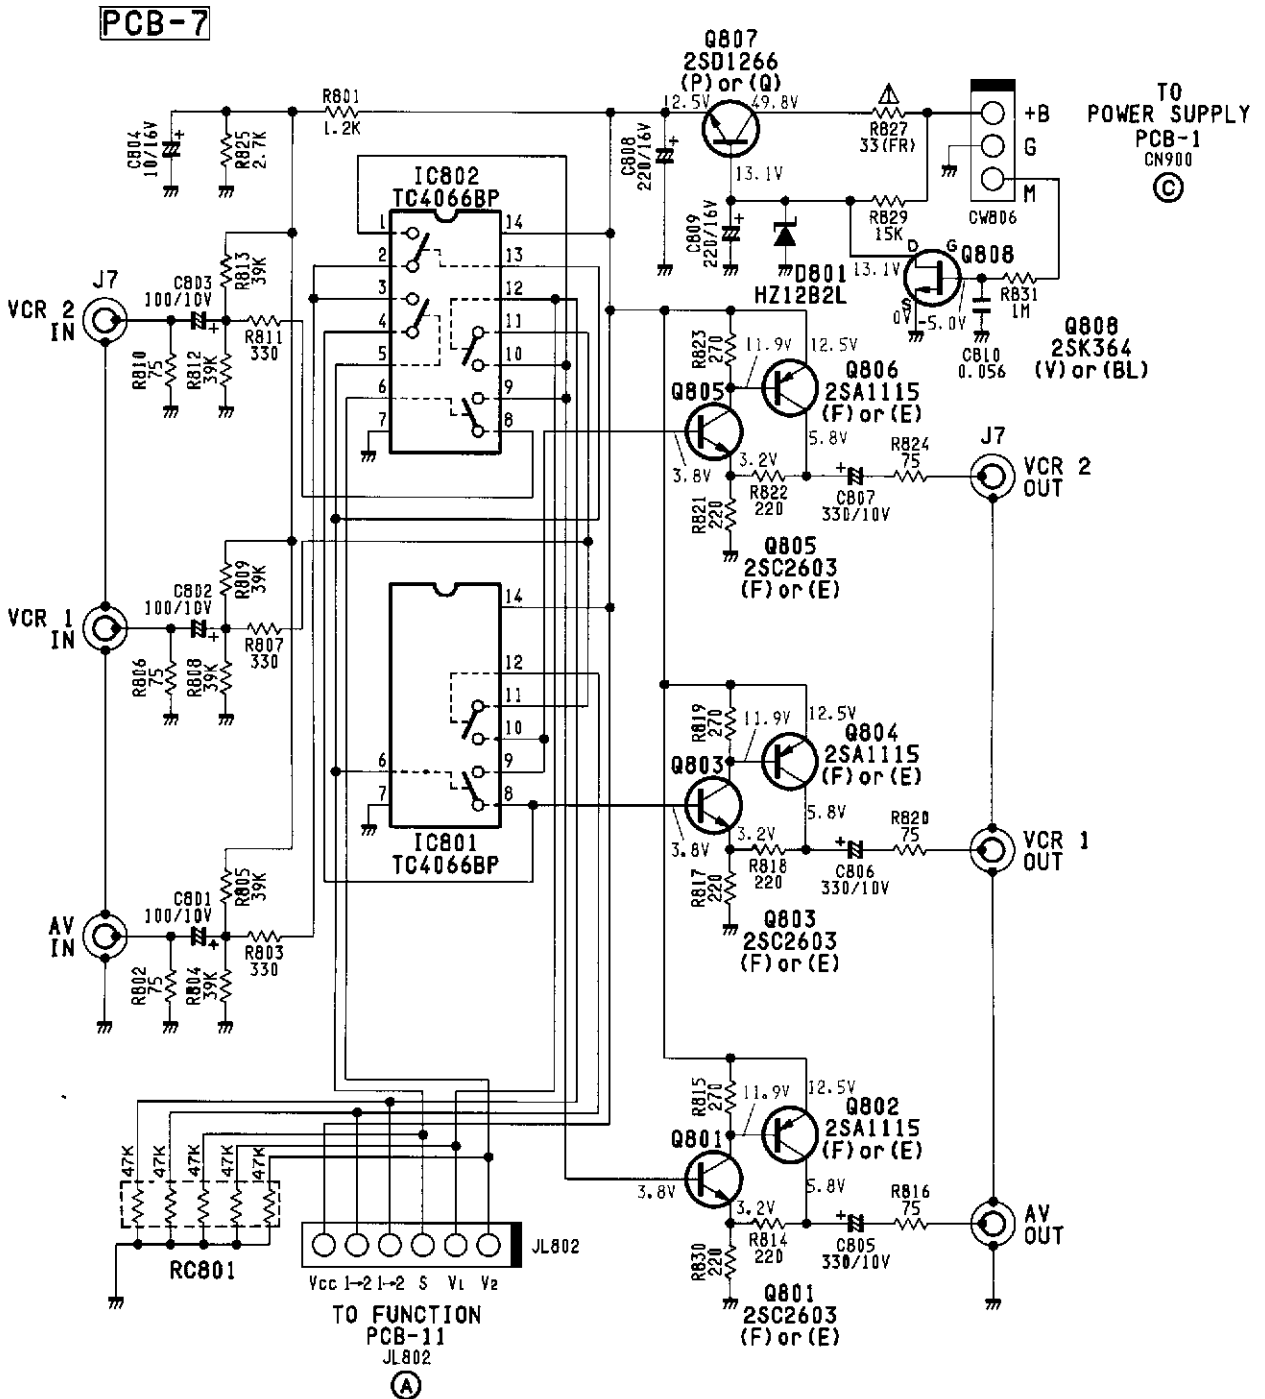 PCB-7
Q807
2SD1266
(P) or (Q)
12.5V
49.8V
R827
33(FR)
+B
G
M
CW806
TO
POWER SUPPLY
PCB-1
CN900
C
R801
1.2K
C804
10/16V
R825
2.7K
C808
220/16V
13.1V
C809
220/16V
R829
15K
D801
HZ12B2L
13.1V
D
G
S
0V
-5.0V
Q808
R831
1M
C810
0.056
Q808
2SK364
(V) or (BL)
IC802
TC4066BP
1
2
3
4
5
6
7
14
13
12
11
10
9
8
J7
VCR 2
IN
C803
100/10V
R813
39K
R811
330
R810
75
R812
39K
R823
270
11.9V
12.5V
Q806
2SA1115
(F) or (E)
Q805
5.8V
3.8V
3.2V
R822
220
R821
220
C807
330/10V
R824
75
J7
VCR 2
OUT
Q805
2SC2603
(F) or (E)
VCR 1
IN
C802
100/10V
R809
39K
R807
330
R806
75
R808
39K
14
12
11
10
9
8
6
7
IC801
TC4066BP
R819
270
11.9V
12.5V
Q804
2SA1115
(F) or (E)
Q803
5.8V
3.8V
3.2V
R818
220
R817
220
C806
330/10V
R820
75
VCR 1
OUT
Q803
2SC2603
(F) or (E)
AV
IN
C801
100/10V
R805
39K
R803
330
R802
75
R804
39K
R815
270
11.9V
12.5V
Q802
2SA1115
(F) or (E)
Q801
5.8V
3.8V
3.2V
R814
220
R830
220
C805
330/10V
R816
75
AV
OUT
Q801
2SC2603
(F) or (E)
47K
47K
47K
47K
47K
RC801
JL802
Vcc 1→2 1→2 S V1 V2
TO FUNCTION
PCB-11
JL802
A